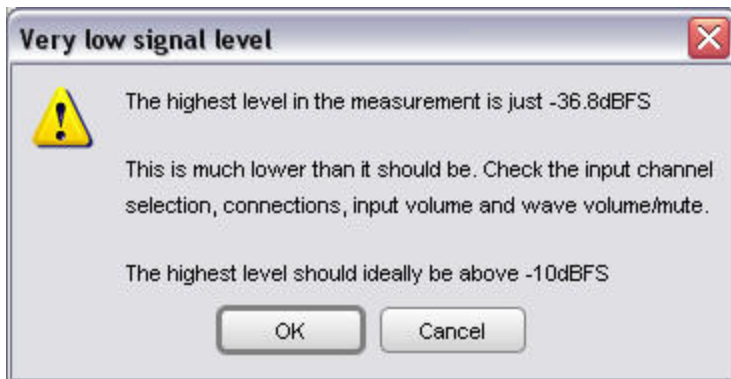 Very low signal level
The highest level in the measurement is just -36.8dBFS
This is much lower than it should be. Check the input channel
selection, connections, input volume and wave volume/mute.
The highest level should ideally be above -10dBFS
OK
Cancel